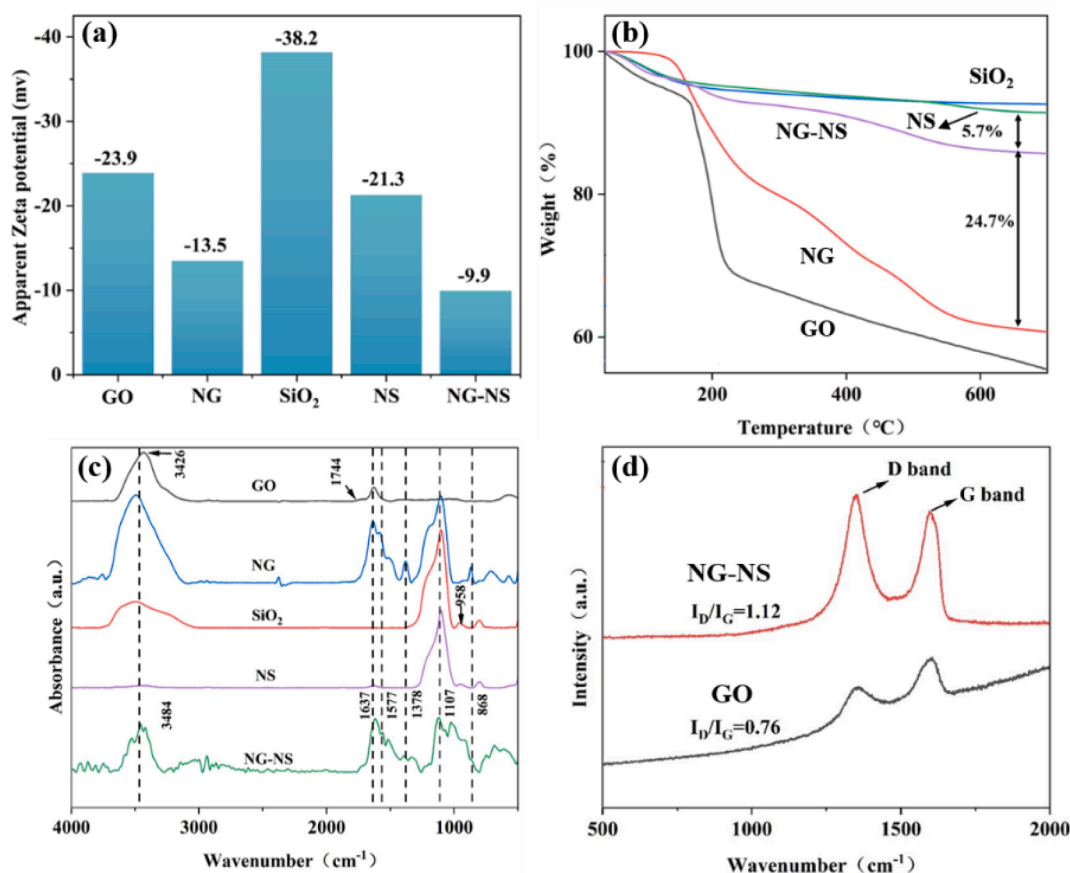 (a)
Apparent Zeta potential (mv)
-40
-30
-20
-10
0
-23.9
-13.5
-38.2
-21.3
-9.9
GO
NG
SiO₂
NS
NG-NS
(b)
Weight（%）
100
80
60
SiO₂
NS
5.7%
NG-NS
24.7%
NG
GO
200
400
600
Temperature（°C）
(c)
Absorbance（a.u.）
3426
1744
GO
NG
958
SiO₂
NS
3484
1637
1577
1378
1107
868
NG-NS
4000
3000
2000
1000
Wavenumber（cm⁻¹）
(d)
Intensity（a.u.）
D band
G band
NG-NS
I_D/I_G=1.12
GO
I_D/I_G=0.76
500
1000
1500
2000
Wavenumber（cm⁻¹）